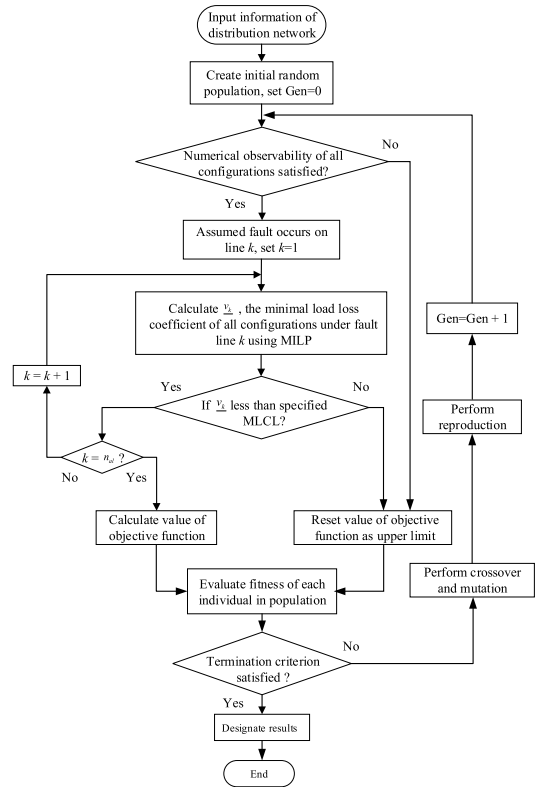 Input information of
distribution network
Create initial random
population, set Gen=0
No
Numerical observability of all
configurations satisfied?
Yes
Assumed fault occurs on
line k, set k=1
Calculate v_k , the minimal load loss
coefficient of all configurations under fault
line k using MILP
Gen=Gen + 1
k = k + 1
Yes
No
If v_k less than specified
MLCL?
Perform
reproduction
k = n_al ?
No
Yes
Calculate value of
objective function
Reset value of objective
function as upper limit
Perform crossover
and mutation
Evaluate fitness of each
individual in population
No
Termination criterion
satisfied ?
Yes
Designate results
End